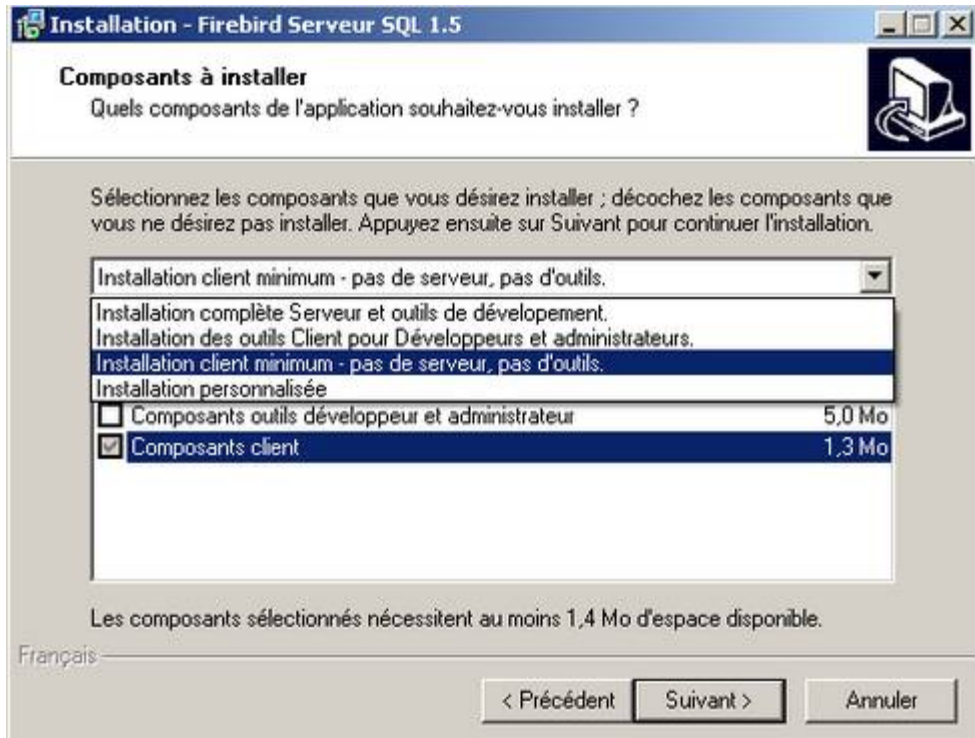 Installation - Firebird Serveur SQL 1.5
Composants à installer
Quels composants de l'application souhaitez-vous installer ?
Sélectionnez les composants que vous désirez installer ; décochez les composants que
vous ne désirez pas installer. Appuyez ensuite sur Suivant pour continuer l'installation.
Installation client minimum - pas de serveur, pas d'outils.
Installation complète Serveur et outils de dévelopement.
Installation des outils Client pour Développeurs et administrateurs.
Installation client minimum - pas de serveur, pas d'outils.
Installation personnalisée
Composants outils développeur et administrateur 5,0 Mo
Composants client 1,3 Mo
Les composants sélectionnés nécessitent au moins 1,4 Mo d'espace disponible.
Français
< Précédent Suivant > Annuler